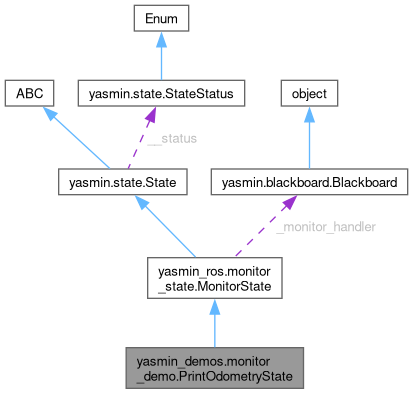 Enum
ABC
yasmin.state.StateStatus
object
__status
yasmin.state.State
yasmin.blackboard.Blackboard
_monitor_handler
yasmin_ros.monitor
_state.MonitorState
yasmin_demos.monitor
_demo.PrintOdometryState